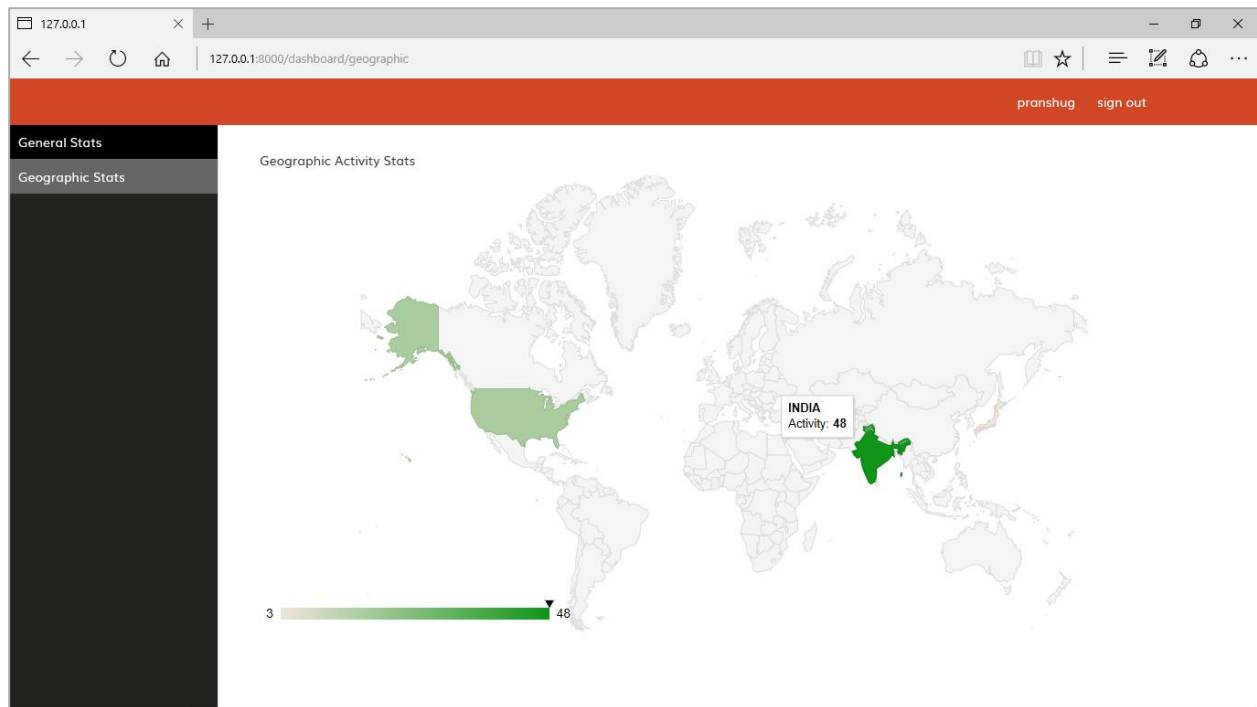 127.0.0.1
127.0.0.1:8000/dashboard/geographic
pranshug sign out
General Stats
Geographic Stats
Geographic Activity Stats
INDIA
Activity: 48
3 48